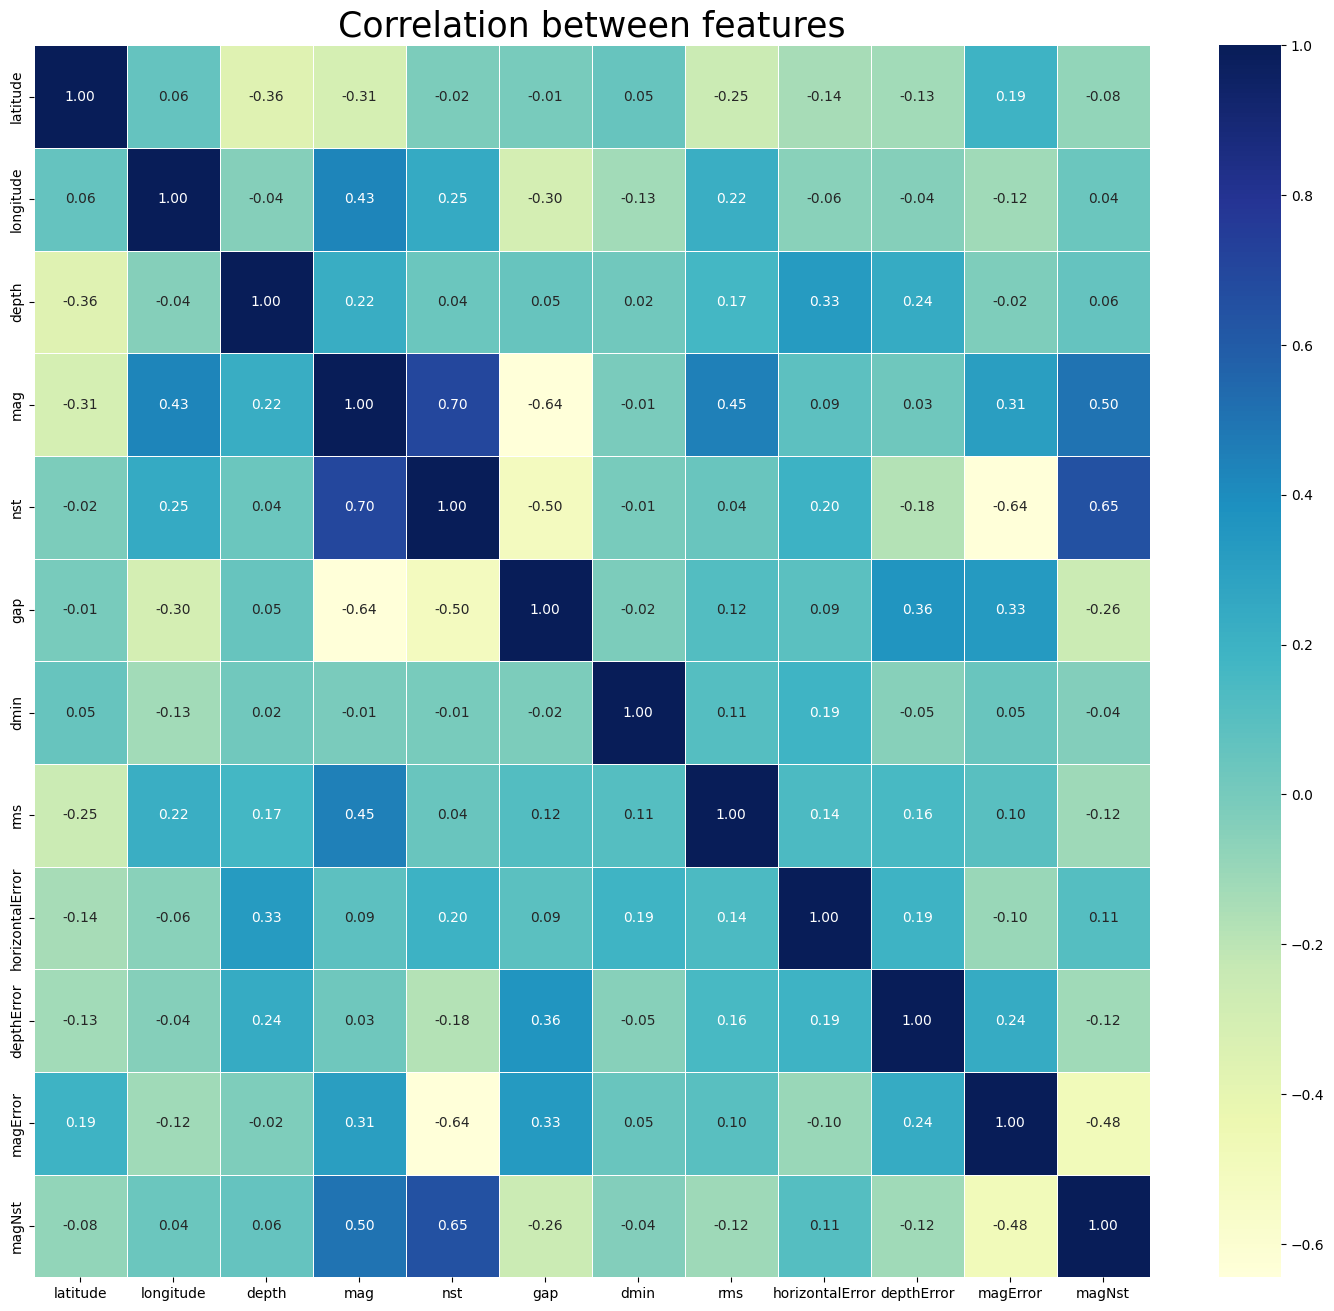 Correlation between features
latitude 1.00 0.06 -0.36 -0.31 -0.02 -0.01 0.05 -0.25 -0.14 -0.13 0.19 -0.08
longitude 0.06 1.00 -0.04 0.43 0.25 -0.30 -0.13 0.22 -0.06 -0.04 -0.12 0.04
depth -0.36 -0.04 1.00 0.22 0.04 0.05 0.02 0.17 0.33 0.24 -0.02 0.06
mag -0.31 0.43 0.22 1.00 0.70 -0.64 -0.01 0.45 0.09 0.03 0.31 0.50
nst -0.02 0.25 0.04 0.70 1.00 -0.50 -0.01 0.04 0.20 -0.18 -0.64 0.65
gap -0.01 -0.30 0.05 -0.64 -0.50 1.00 -0.02 0.12 0.09 0.36 0.33 -0.26
dmin 0.05 -0.13 0.02 -0.01 -0.01 -0.02 1.00 0.11 0.19 -0.05 0.05 -0.04
rms -0.25 0.22 0.17 0.45 0.04 0.12 0.11 1.00 0.14 0.16 0.10 -0.12
horizontalError -0.14 -0.06 0.33 0.09 0.20 0.09 0.19 0.14 1.00 0.19 -0.10 0.11
depthError -0.13 -0.04 0.24 0.03 -0.18 0.36 -0.05 0.16 0.19 1.00 0.24 -0.12
magError 0.19 -0.12 -0.02 0.31 -0.64 0.33 0.05 0.10 -0.10 0.24 1.00 -0.48
magNst -0.08 0.04 0.06 0.50 0.65 -0.26 -0.04 -0.12 0.11 -0.12 -0.48 1.00
latitude longitude depth mag nst gap dmin rms horizontalError depthError magError magNst
1.0
0.8
0.6
0.4
0.2
0.0
−0.2
−0.4
−0.6